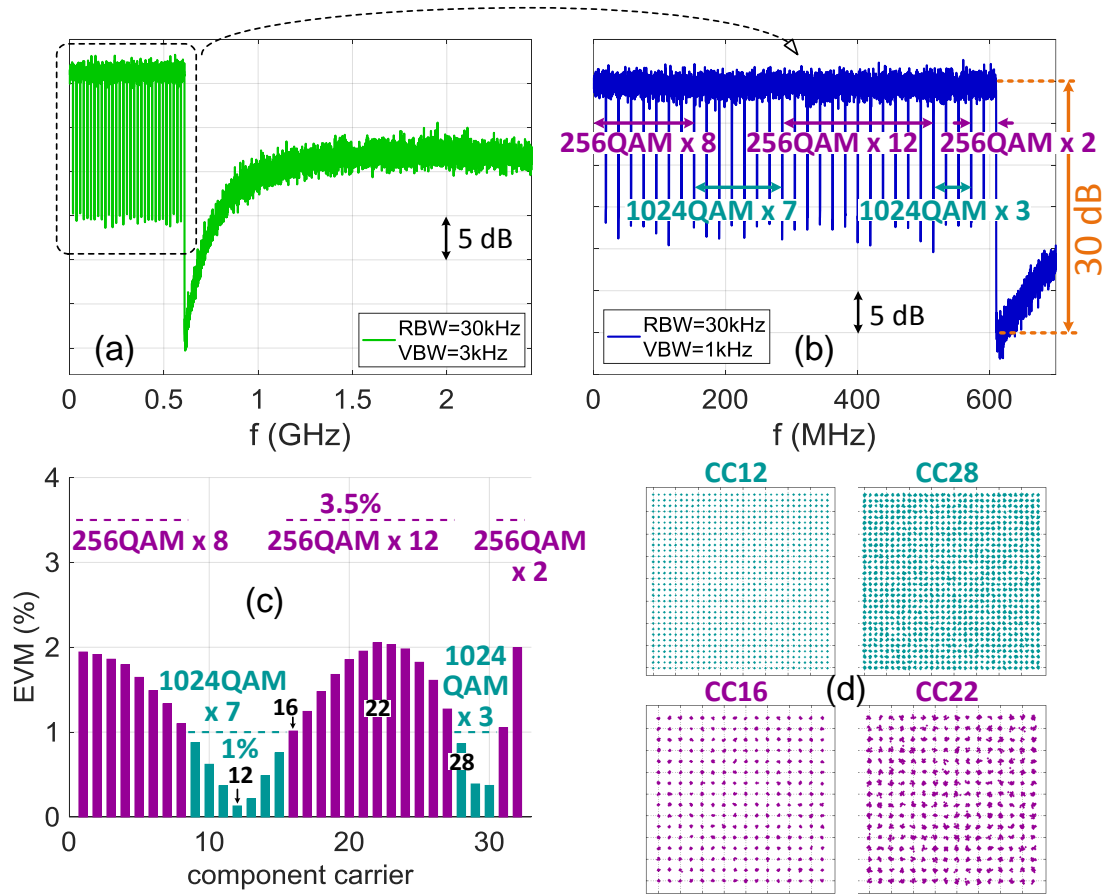 256QAM x 8
256QAM x 12
256QAM x 2
1024QAM x 7
1024QAM x 3
30 dB
5 dB
5 dB
RBW=30kHz
VBW=3kHz
(a)
RBW=30kHz
VBW=1kHz
(b)
0
0.5
1
1.5
2
f (GHz)
0
200
400
600
f (MHz)
4
3
2
1
0
EVM (%)
3.5%
256QAM x 8
256QAM x 12
256QAM
x 2
(c)
1024QAM
x 7
1024
QAM
x 3
1%
12
16
22
28
0
10
20
30
component carrier
CC12
CC28
(d)
CC16
CC22